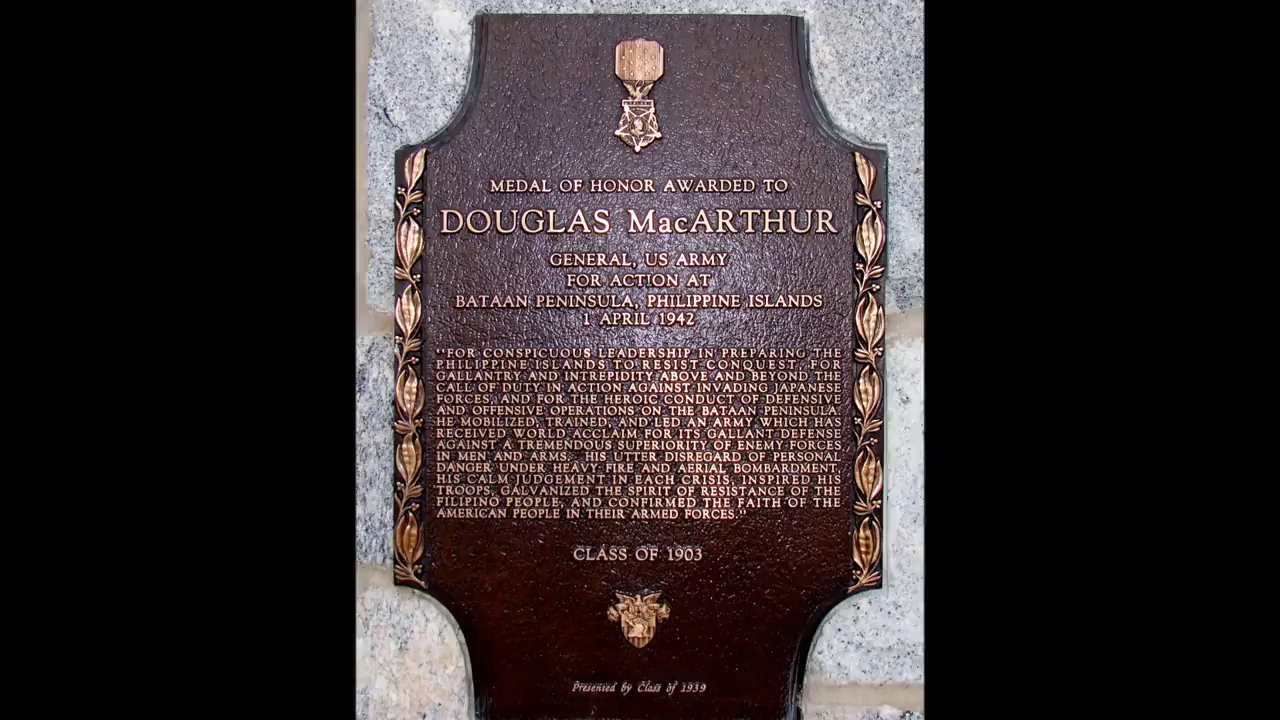 MEDAL OF HONOR AWARDED TO
DOUGLAS MacARTHUR
GENERAL, US ARMY
FOR ACTION AT
BATAAN PENINSULA, PHILIPPINE ISLANDS
1 APRIL 1942
"FOR CONSPICUOUS LEADERSHIP IN PREPARING THE
PHILIPPINE ISLANDS TO RESIST CONQUEST, FOR
GALLANTRY AND INTREPIDITY ABOVE AND BEYOND THE
CALL OF DUTY IN ACTION AGAINST INVADING JAPANESE
FORCES, AND FOR THE HEROIC CONDUCT OF DEFENSIVE
AND OFFENSIVE OPERATIONS ON THE BATAAN PENINSULA.
HE MOBILIZED, TRAINED, AND LED AN ARMY WHICH HAS
RECEIVED WORLD ACCLAIM FOR ITS GALLANT DEFENSE
AGAINST A TREMENDOUS SUPERIORITY OF ENEMY FORCES
IN MEN AND ARMS. HIS UTTER DISREGARD OF PERSONAL
DANGER UNDER HEAVY FIRE AND AERIAL BOMBARDMENT,
HIS CALM JUDGEMENT IN EACH CRISIS, INSPIRED HIS
TROOPS, GALVANIZED THE SPIRIT OF RESISTANCE OF THE
FILIPINO PEOPLE, AND CONFIRMED THE FAITH OF THE
AMERICAN PEOPLE IN THEIR ARMED FORCES."
CLASS OF 1903
Presented by Class of 1939